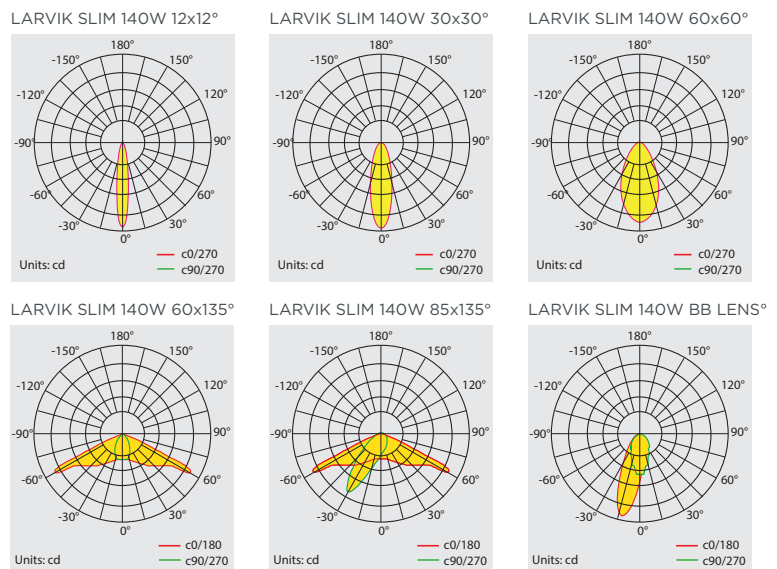 LARVIK SLIM 140W 12x12°
180°
-150° 150°
-120° 120°
-90° 90°
-60° 60°
-30° 30°
0°
Units: cd
c0/270
c90/270
LARVIK SLIM 140W 30x30°
180°
-150° 150°
-120° 120°
-90° 90°
-60° 60°
-30° 30°
0°
Units: cd
c0/270
c90/270
LARVIK SLIM 140W 60x60°
180°
-150° 150°
-120° 120°
-90° 90°
-60° 60°
-30° 30°
0°
Units: cd
c0/270
c90/270
LARVIK SLIM 140W 60x135°
180°
-150° 150°
-120° 120°
-90° 90°
-60° 60°
-30° 30°
0°
Units: cd
c0/180
c90/270
LARVIK SLIM 140W 85x135°
180°
-150° 150°
-120° 120°
-90° 90°
-60° 60°
-30° 30°
0°
Units: cd
c0/180
c90/270
LARVIK SLIM 140W BB LENS°
180°
-150° 150°
-120° 120°
-90° 90°
-60° 60°
-30° 30°
0°
Units: cd
c0/180
c90/270